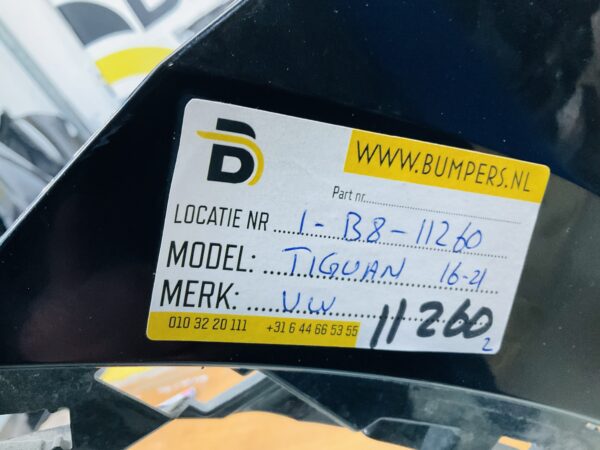 B
WWW.BUMPERS.NL
Part nr.
LOCATIE NR 1-B8-11260
MODEL: TIGUAN 16-21
MERK: VW 11260
2
010 32 20 111 +31 6 44 66 53 55